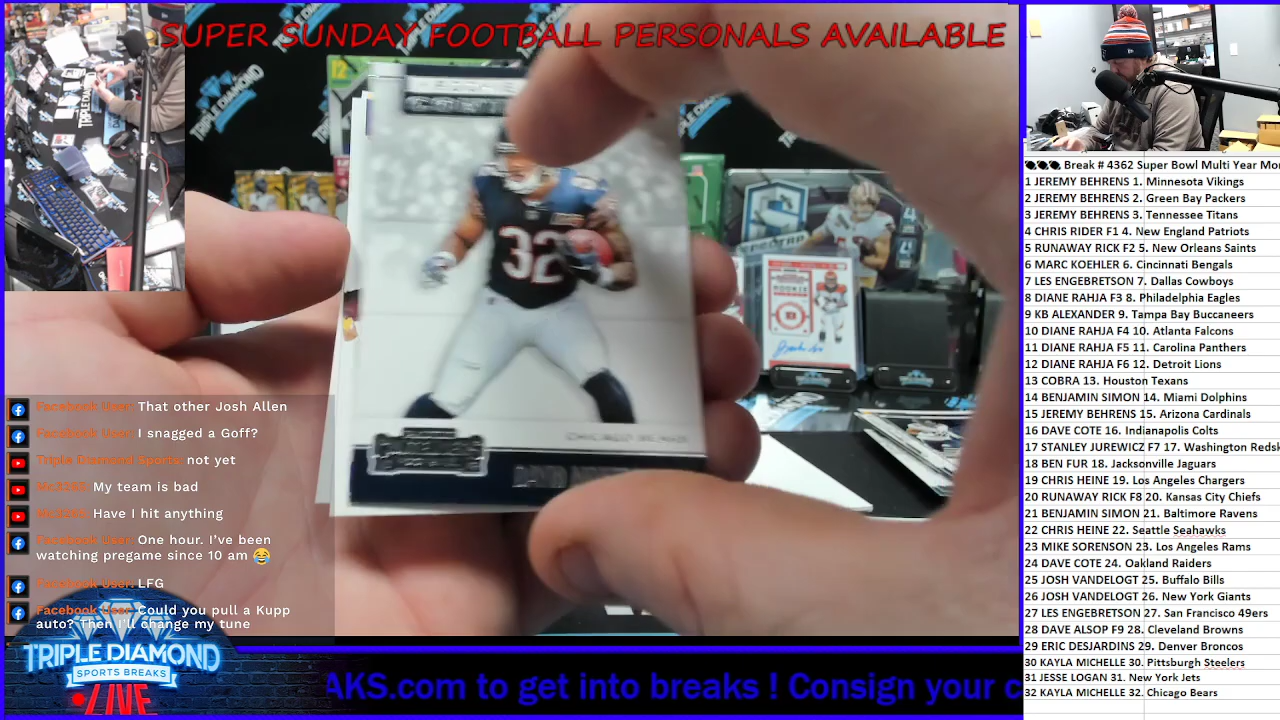 SUPER SUNDAY FOOTBALL PERSONALS AVAILABLE
12
TRIPLE DIAMOND
32
CHICAGO BEARS
DAVID
ROOKIE
Break # 4362 Super Bowl Multi Year Mo
1 JEREMY BEHRENS 1. Minnesota Vikings
2 JEREMY BEHRENS 2. Green Bay Packers
3 JEREMY BEHRENS 3. Tennessee Titans
4 CHRIS RIDER F1 4. New England Patriots
5 RUNAWAY RICK F2 5. New Orleans Saints
6 MARC KOEHLER 6. Cincinnati Bengals
7 LES ENGEBRETSON 7. Dallas Cowboys
8 DIANE RAHJA F3 8. Philadelphia Eagles
9 KB ALEXANDER 9. Tampa Bay Buccaneers
10 DIANE RAHJA F4 10. Atlanta Falcons
11 DIANE RAHJA F5 11. Carolina Panthers
12 DIANE RAHJA F6 12. Detroit Lions
13 COBRA 13. Houston Texans
14 BENJAMIN SIMON 14. Miami Dolphins
15 JEREMY BEHRENS 15. Arizona Cardinals
16 DAVE COTE 16. Indianapolis Colts
17 STANLEY JUREWICZ F7 17. Washington Redsk
18 BEN FUR 18. Jacksonville Jaguars
19 CHRIS HEINE 19. Los Angeles Chargers
20 RUNAWAY RICK F8 20. Kansas City Chiefs
21 BENJAMIN SIMON 21. Baltimore Ravens
22 CHRIS HEINE 22. Seattle Seahawks
23 MIKE SORENSON 23. Los Angeles Rams
24 DAVE COTE 24. Oakland Raiders
25 JOSH VANDELOGT 25. Buffalo Bills
26 JOSH VANDELOGT 26. New York Giants
27 LES ENGEBRETSON 27. San Francisco 49ers
28 DAVE ALSOP F9 28. Cleveland Browns
29 ERIC DURHAM 29. Denver Broncos
30 KAYLA MICHELLE 30. Pittsburgh Steelers
31 JESSE LOGAN 31. New York Jets
32 KAYLA MICHELLE 32. Chicago Bears
Facebook User: That other Josh Allen
Facebook User: I snagged a Goff?
Triple Diamond Sports: not yet
My team is bad
Have I hit anything
Facebook User: One hour. I've been
watching pregame since 10 am 😂
Facebook User: LFG
Facebook User: Could you pull a Kupp
auto? Then I'll change my tune
TRIPLE DIAMOND
SPORTS BREAKS
LIVE
AKS.com to get into breaks ! Consign your c